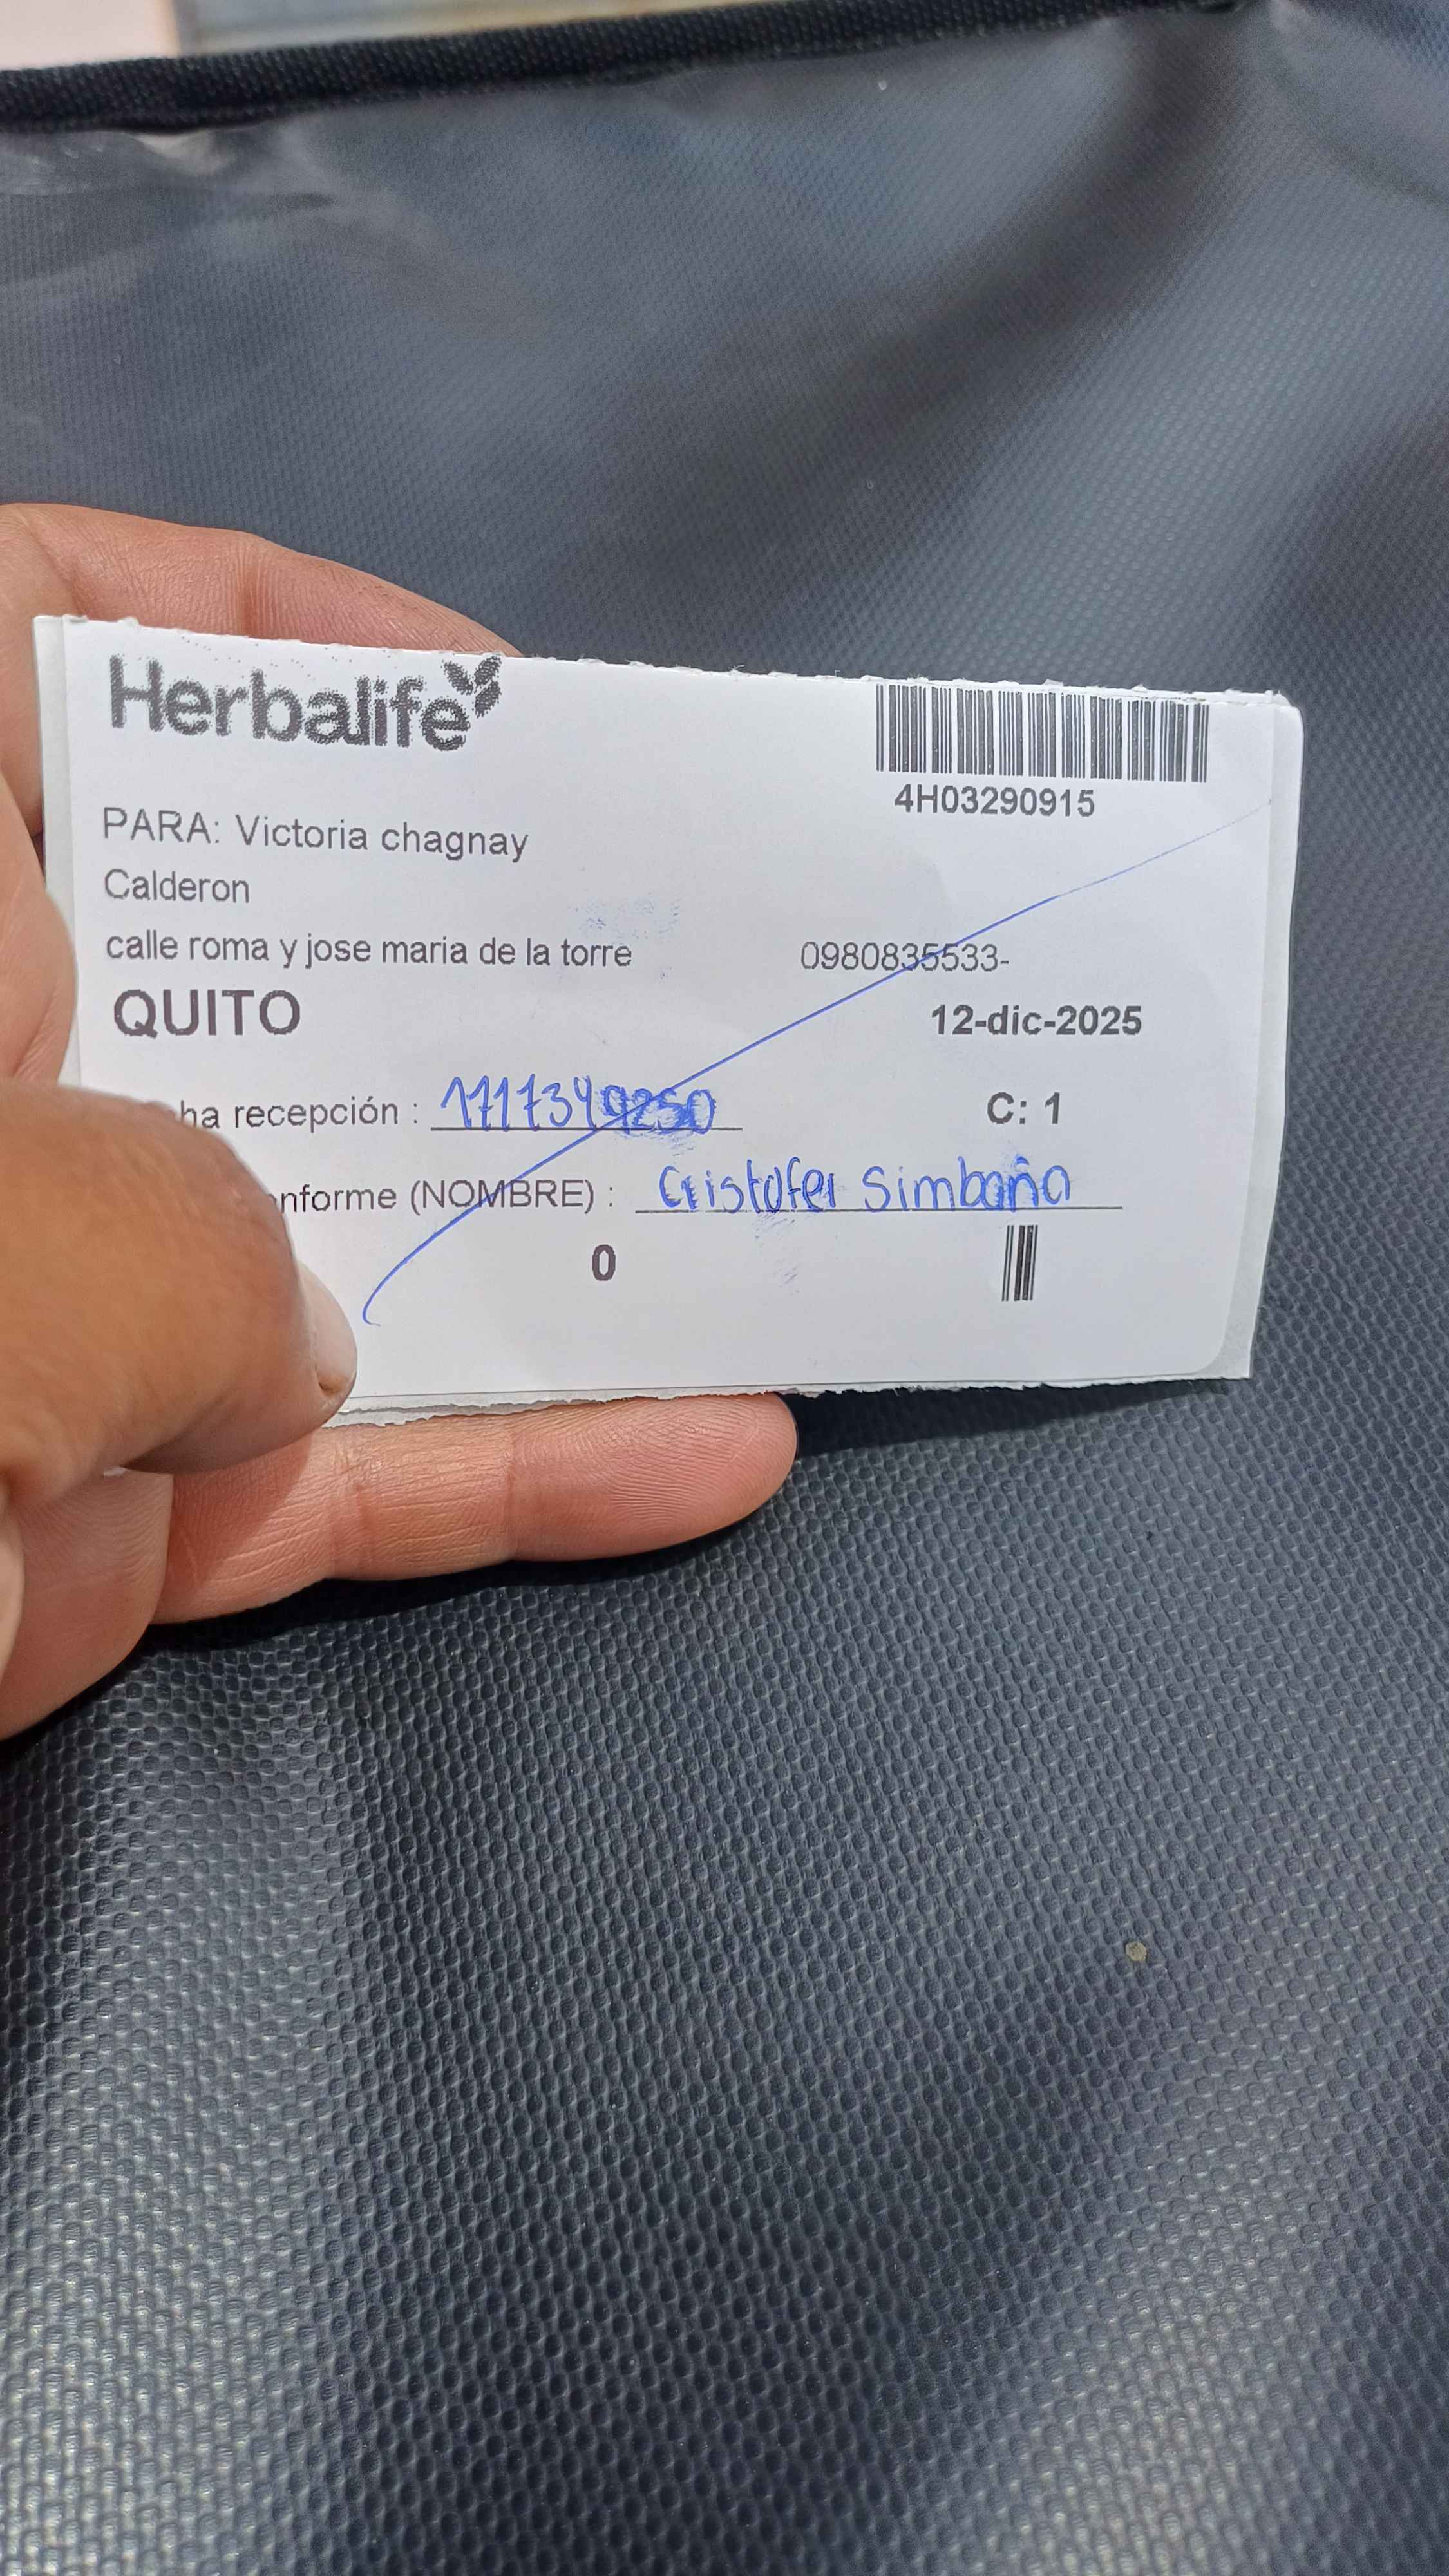 Herbalife
4H03290915
PARA: Victoria chagnay
Calderon
calle roma y jose maria de la torre 0980835533-
QUITO 12-dic-2025
ha recepción : 1717349250 C: 1
nforme (NOMBRE) : Cristofer Simbaña
0